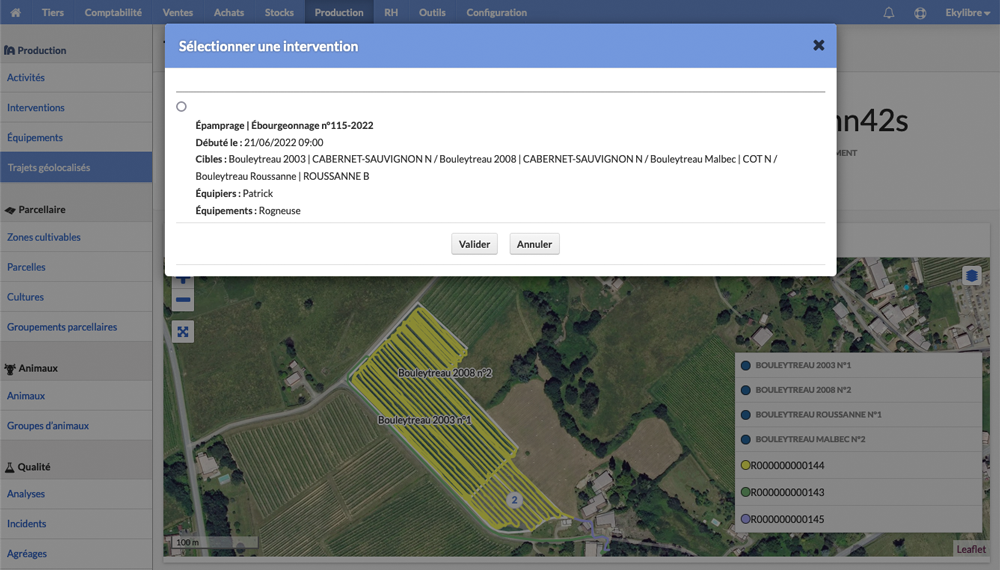 Tiers Comptabilité Ventes Achats Stocks Production RH Outils Configuration Ekylibre
Production
Activités
Interventions
Équipements
Trajets géolocalisés
Parcellaire
Zones cultivables
Parcelles
Cultures
Groupements parcellaires
Animaux
Animaux
Groupes d'animaux
Qualité
Analyses
Incidents
Agréages
Sélectionner une intervention
Épamprage | Ébourgeonnage n°115-2022
Débuté le : 21/06/2022 09:00
Cibles : Bouleytreau 2003 | CABERNET-SAUVIGNON N / Bouleytreau 2008 | CABERNET-SAUVIGNON N / Bouleytreau Malbec | COT N /
Bouleytreau Roussanne | ROUSSANNE B
Équipiers : Patrick
Équipements : Rogneuse
Valider Annuler
n42s
MENT
Bouleytreau 2008 n°2
Bouleytreau 2003 n°1
2
BOULEYTREAU 2003 N°1
BOULEYTREAU 2008 N°2
BOULEYTREAU ROUSSANNE N°1
BOULEYTREAU MALBEC N°2
R000000000144
R000000000143
R000000000145
100 m
Leaflet